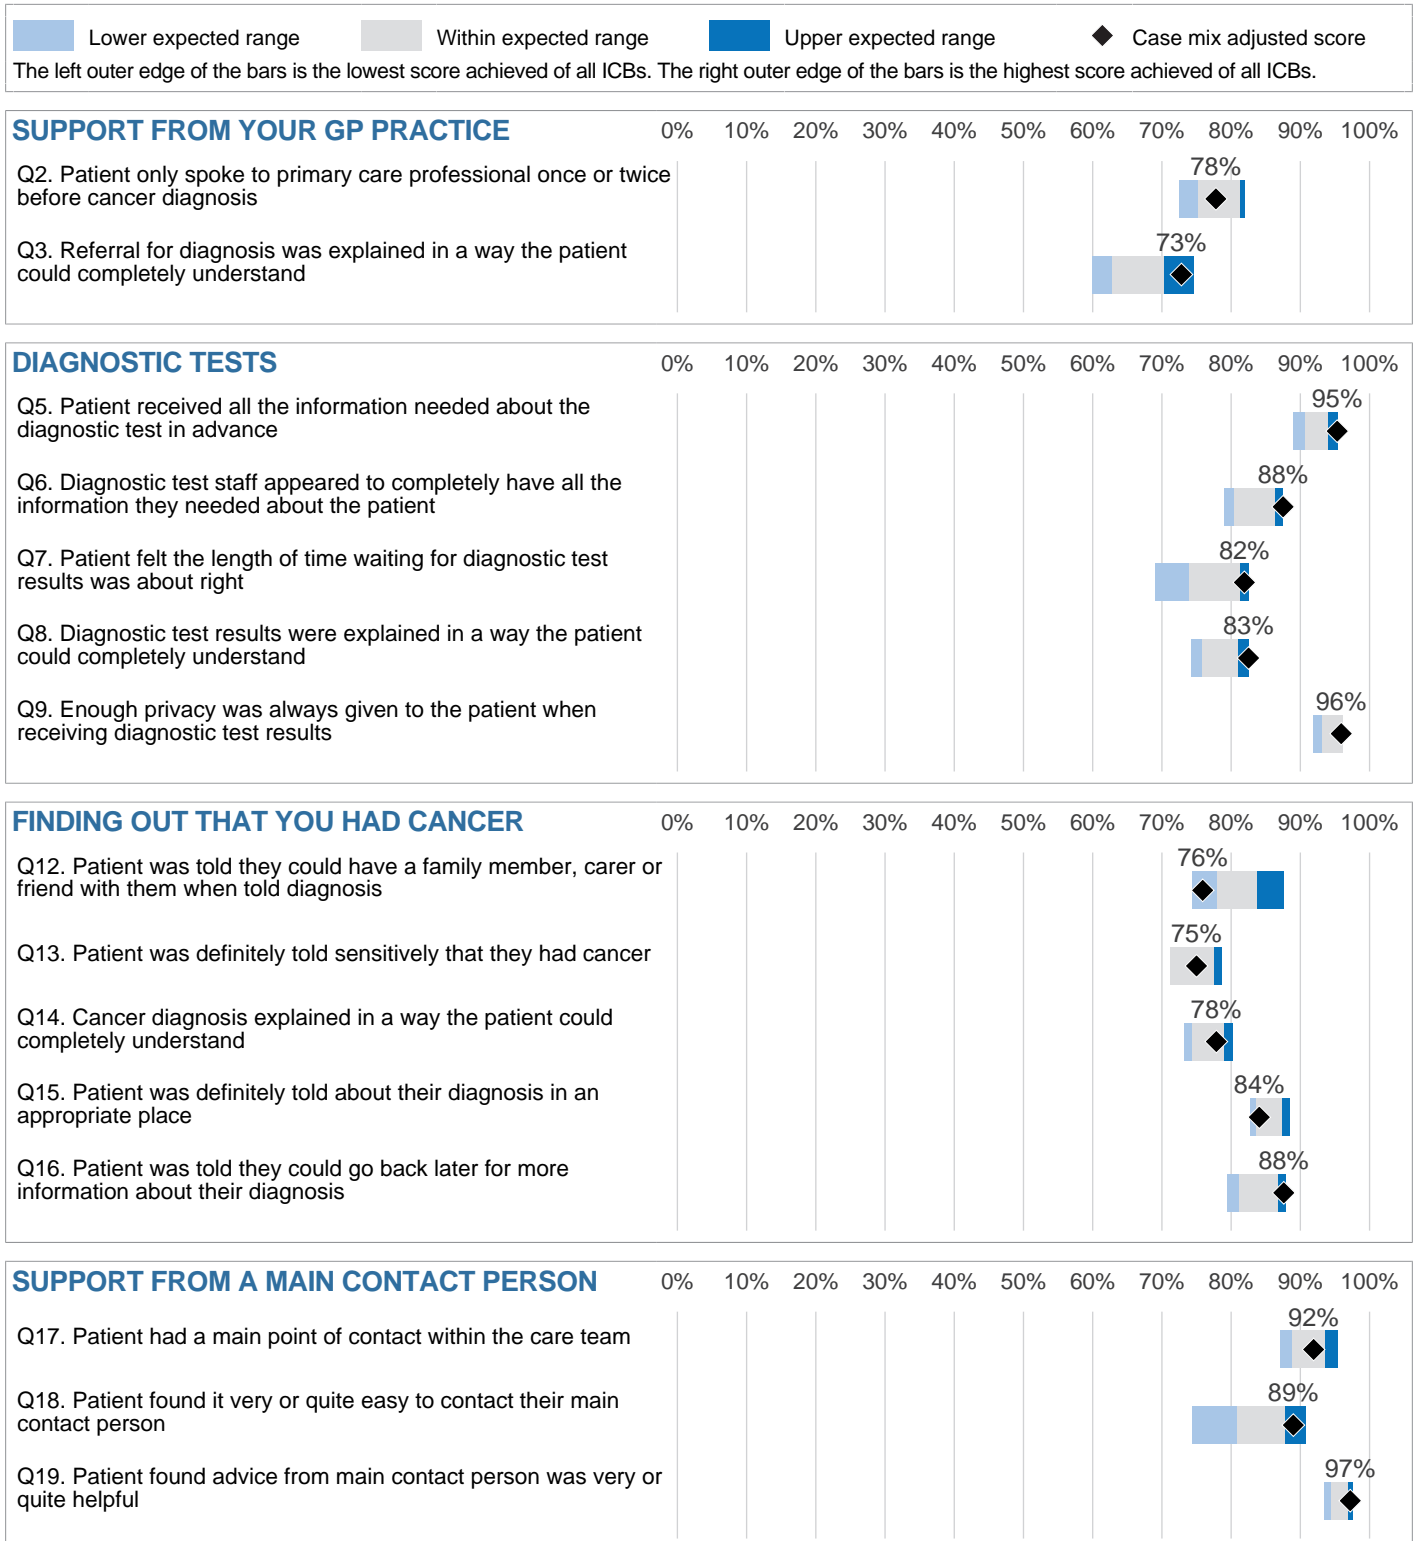 Lower expected range Within expected range Upper expected range Case mix adjusted score
The left outer edge of the bars is the lowest score achieved of all ICBs. The right outer edge of the bars is the highest score achieved of all ICBs.
SUPPORT FROM YOUR GP PRACTICE 0% 10% 20% 30% 40% 50% 60% 70% 80% 90% 100%
Q2. Patient only spoke to primary care professional once or twice
before cancer diagnosis
78%
Q3. Referral for diagnosis was explained in a way the patient
could completely understand
73%
DIAGNOSTIC TESTS 0% 10% 20% 30% 40% 50% 60% 70% 80% 90% 100%
Q5. Patient received all the information needed about the
diagnostic test in advance
95%
Q6. Diagnostic test staff appeared to completely have all the
information they needed about the patient
88%
Q7. Patient felt the length of time waiting for diagnostic test
results was about right
82%
Q8. Diagnostic test results were explained in a way the patient
could completely understand
83%
Q9. Enough privacy was always given to the patient when
receiving diagnostic test results
96%
FINDING OUT THAT YOU HAD CANCER 0% 10% 20% 30% 40% 50% 60% 70% 80% 90% 100%
Q12. Patient was told they could have a family member, carer or
friend with them when told diagnosis
76%
Q13. Patient was definitely told sensitively that they had cancer
75%
Q14. Cancer diagnosis explained in a way the patient could
completely understand
78%
Q15. Patient was definitely told about their diagnosis in an
appropriate place
84%
Q16. Patient was told they could go back later for more
information about their diagnosis
88%
SUPPORT FROM A MAIN CONTACT PERSON 0% 10% 20% 30% 40% 50% 60% 70% 80% 90% 100%
Q17. Patient had a main point of contact within the care team
92%
Q18. Patient found it very or quite easy to contact their main
contact person
89%
Q19. Patient found advice from main contact person was very or
quite helpful
97%